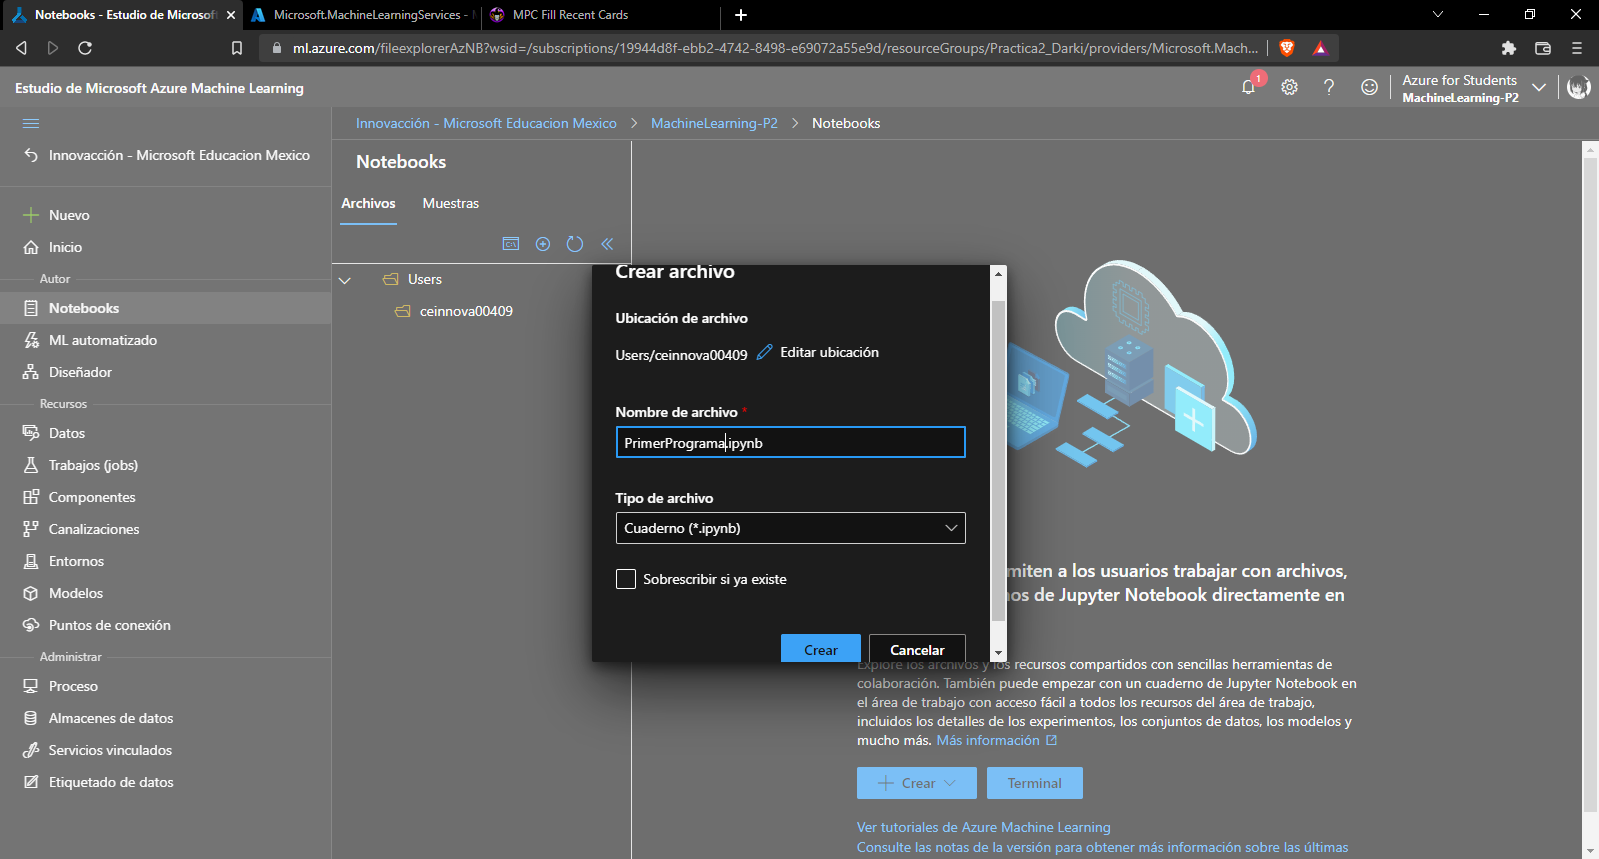 Notebooks - Estudio de Microsoft
Microsoft.MachineLearningServices -
MPC Fill Recent Cards
ml.azure.com/fileexplorerAzNB?wsid=/subscriptions/19944d8f-ebb2-4742-8498-e69072a55e9d/resourceGroups/Practica2_Darki/providers/Microsoft.Mach...
Estudio de Microsoft Azure Machine Learning
1
Azure for Students
MachineLearning-P2
Innovacción - Microsoft Educacion Mexico
Nuevo
Inicio
Autor
Notebooks
ML automatizado
Diseñador
Recursos
Datos
Trabajos (jobs)
Componentes
Canalizaciones
Entornos
Modelos
Puntos de conexión
Administrar
Proceso
Almacenes de datos
Servicios vinculados
Etiquetado de datos
Innovacción - Microsoft Educacion Mexico > MachineLearning-P2 > Notebooks
Notebooks
Archivos Muestras
Users
ceinnova00409
Crear archivo
Ubicación de archivo
Users/ceinnova00409 Editar ubicación
Nombre de archivo *
PrimerPrograma.ipynb
Tipo de archivo
Cuaderno (*.ipynb)
Sobrescribir si ya existe
Crear Cancelar
miten a los usuarios trabajar con archivos,
os de Jupyter Notebook directamente en
Explore los archivos y los recursos compartidos con sencillas herramientas de
colaboración. También puede empezar con un cuaderno de Jupyter Notebook en
el área de trabajo con acceso fácil a todos los recursos del área de trabajo,
incluidos los detalles de los experimentos, los conjuntos de datos, los modelos y
mucho más. Más información
Crear Terminal
Ver tutoriales de Azure Machine Learning
Consulte las notas de la versión para obtener más información sobre las últimas